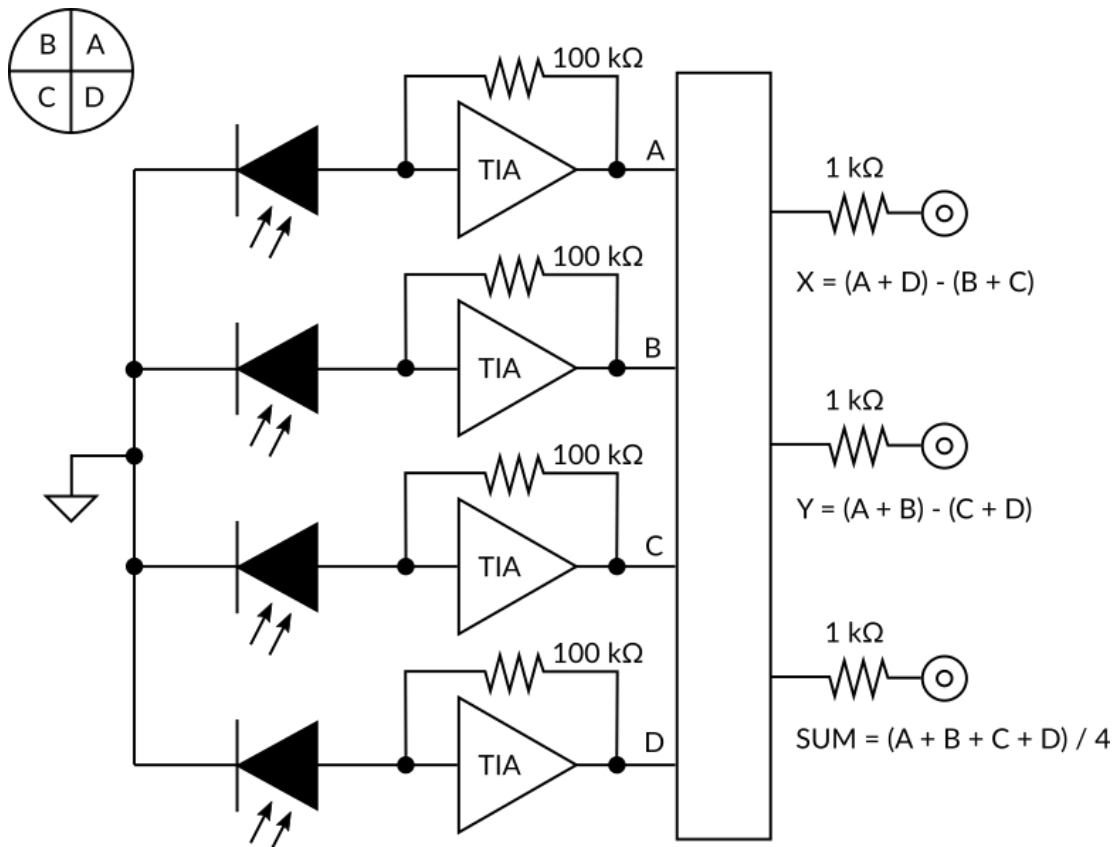 B A
C D
100 kΩ
TIA
A
1 kΩ
X = (A + D) - (B + C)
100 kΩ
TIA
B
1 kΩ
Y = (A + B) - (C + D)
100 kΩ
TIA
C
1 kΩ
SUM = (A + B + C + D) / 4
100 kΩ
TIA
D